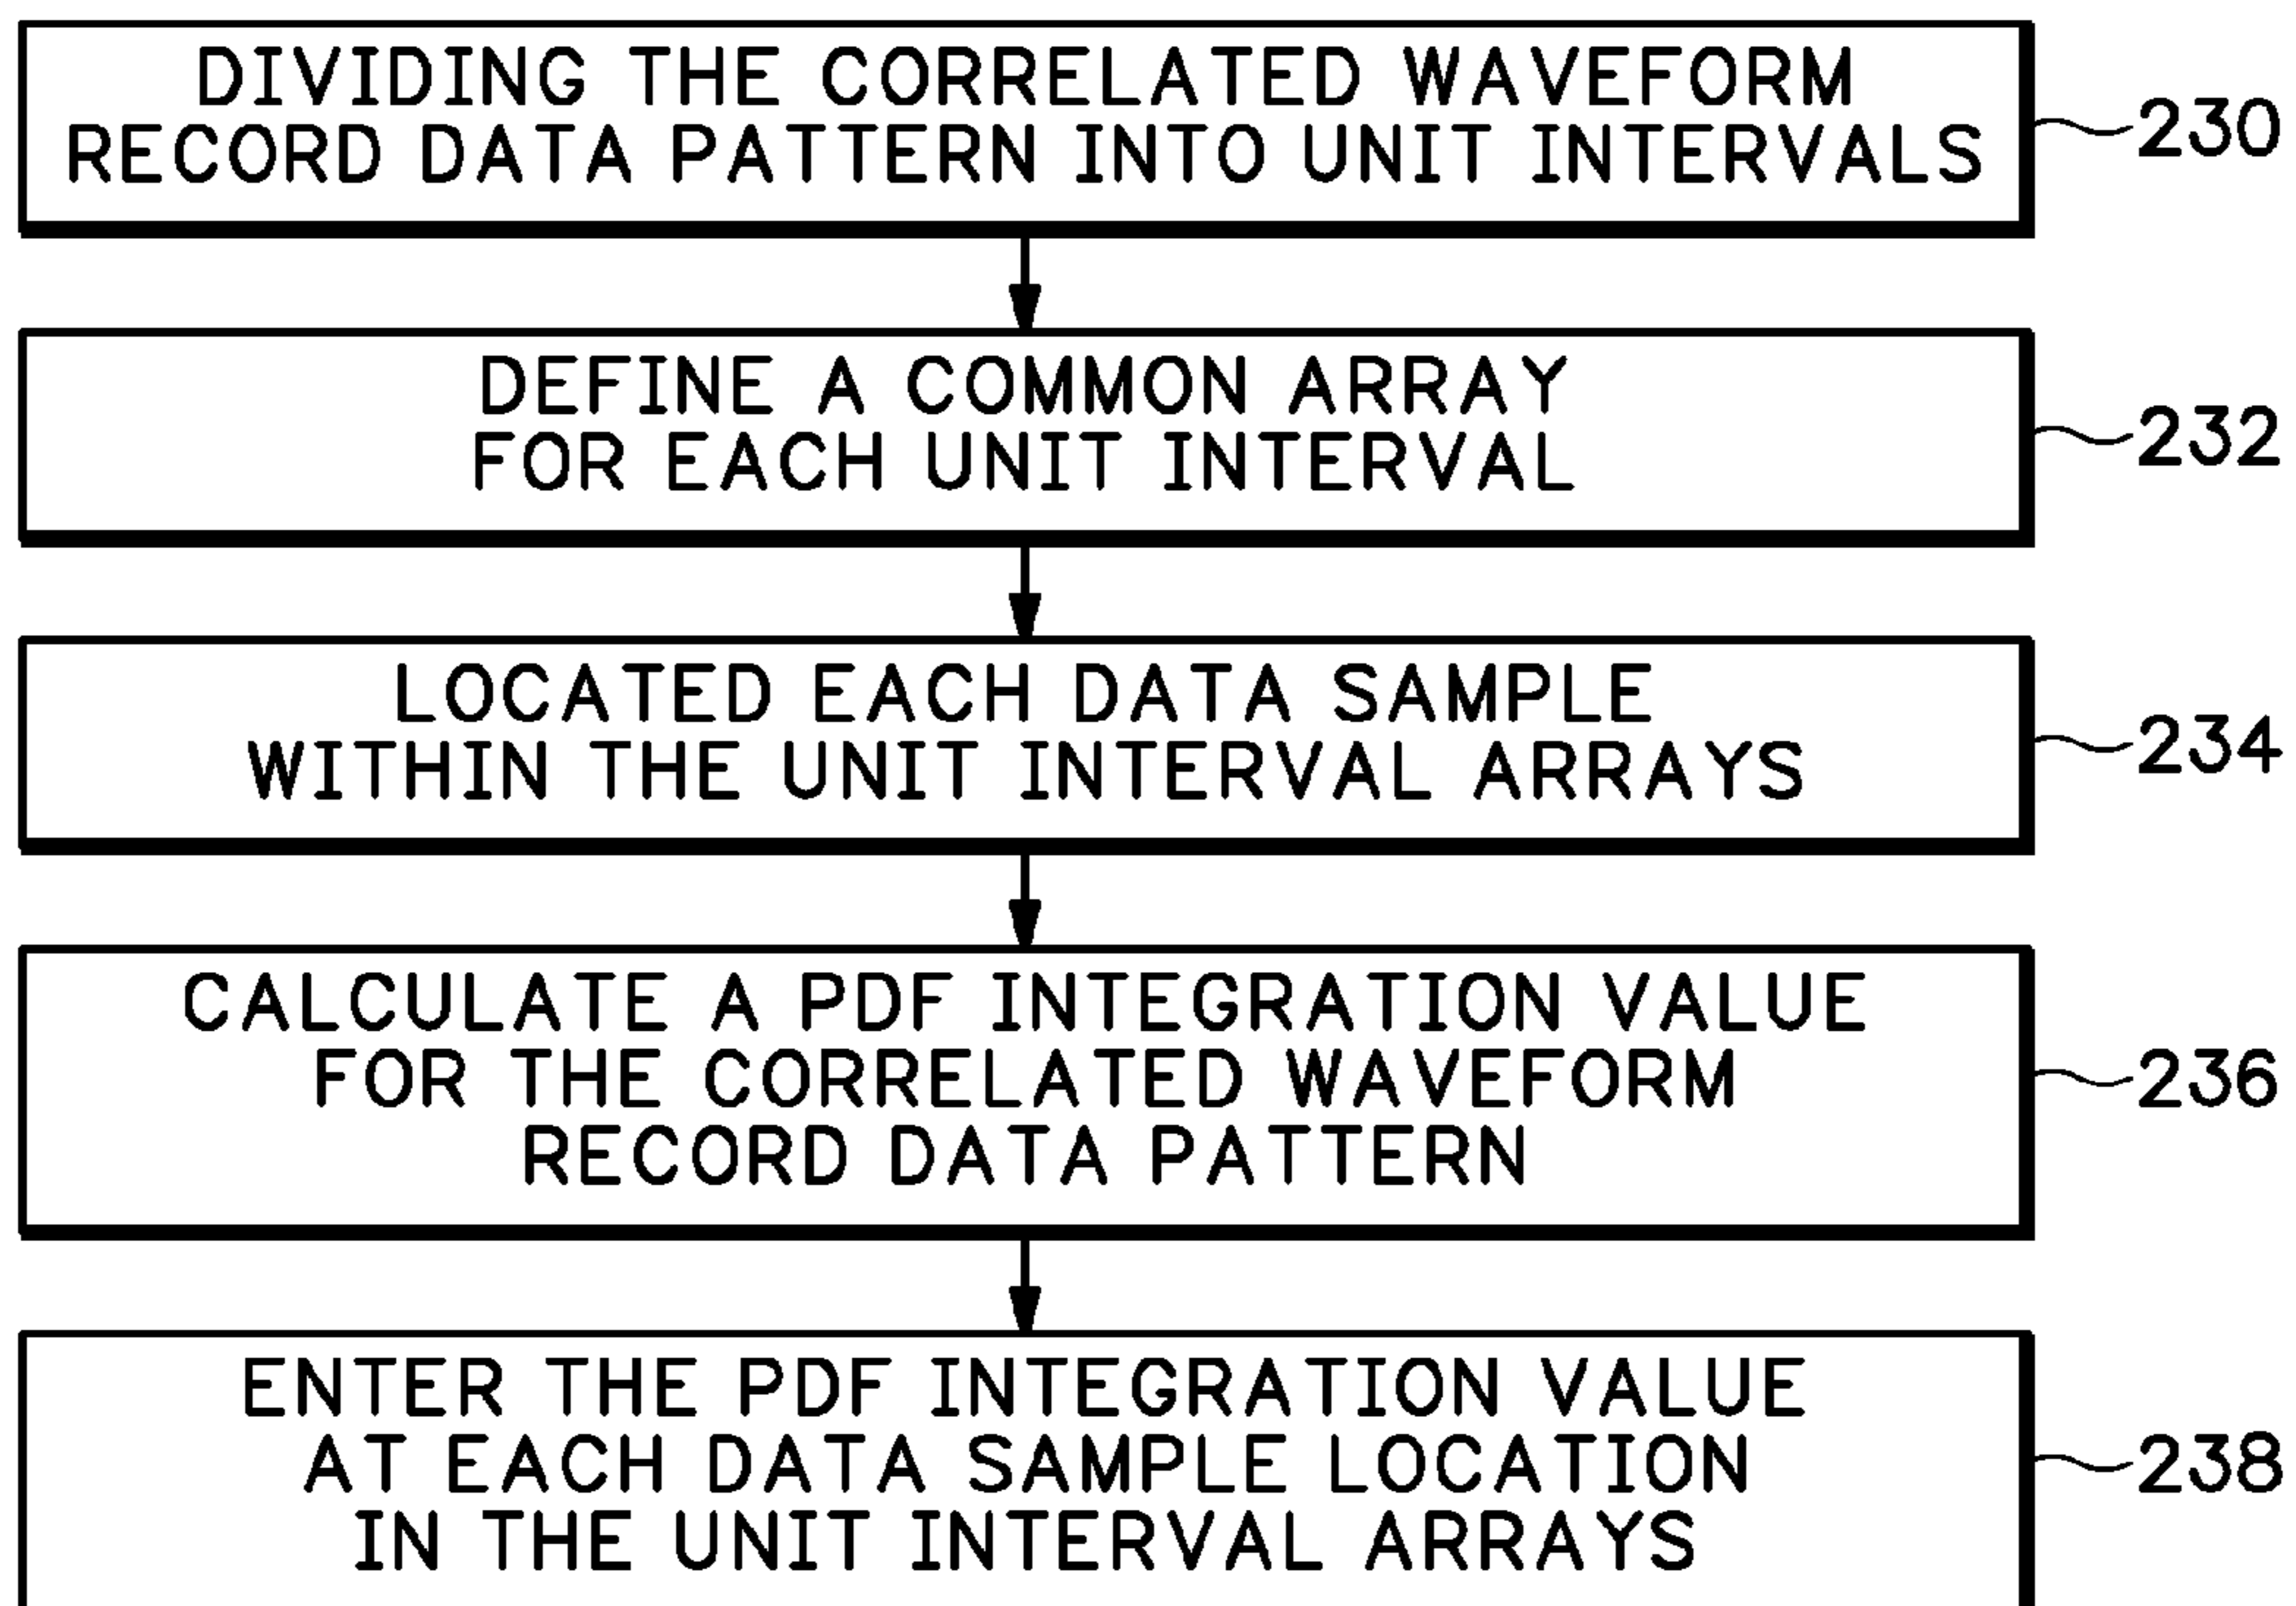 DIVIDING THE CORRELATED WAVEFORM
RECORD DATA PATTERN INTO UNIT INTERVALS
230
DEFINE A COMMON ARRAY
FOR EACH UNIT INTERVAL
232
LOCATED EACH DATA SAMPLE
WITHIN THE UNIT INTERVAL ARRAYS
234
CALCULATE A PDF INTEGRATION VALUE
FOR THE CORRELATED WAVEFORM
RECORD DATA PATTERN
236
ENTER THE PDF INTEGRATION VALUE
AT EACH DATA SAMPLE LOCATION
IN THE UNIT INTERVAL ARRAYS
238